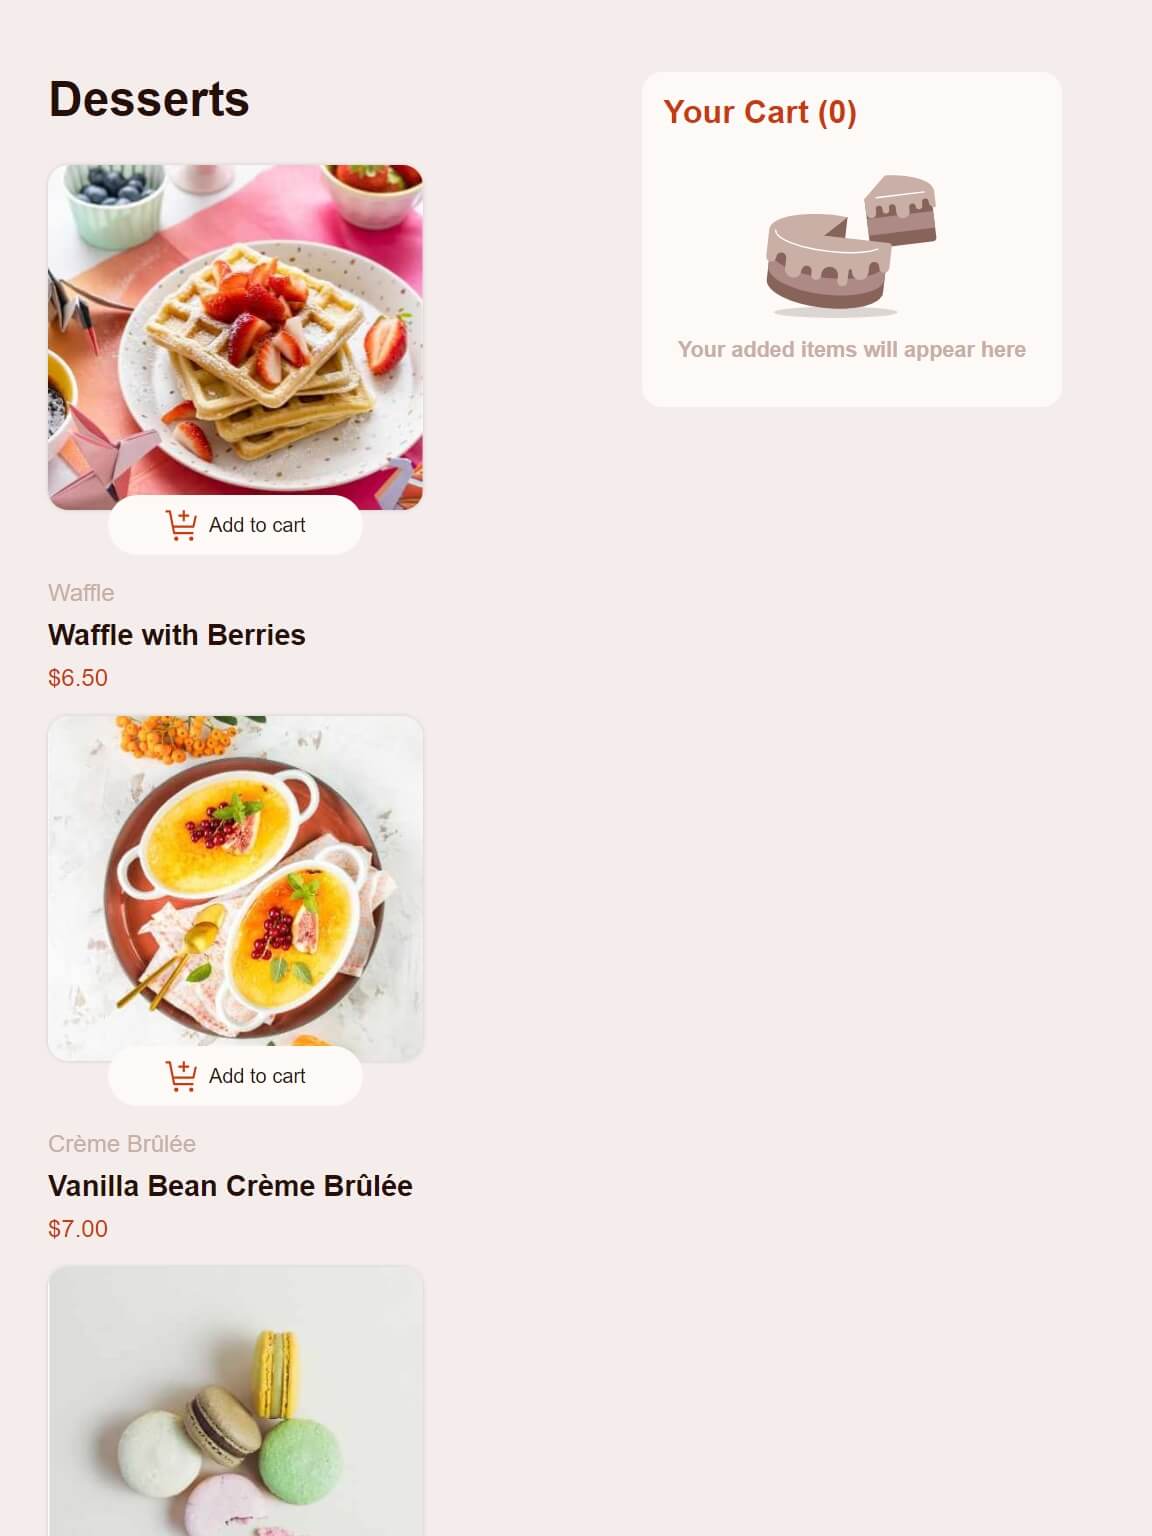 Desserts
Add to cart
Waffle
Waffle with Berries
$6.50
Add to cart
Crème Brûlée
Vanilla Bean Crème Brûlée
$7.00
Your Cart (0)
Your added items will appear here